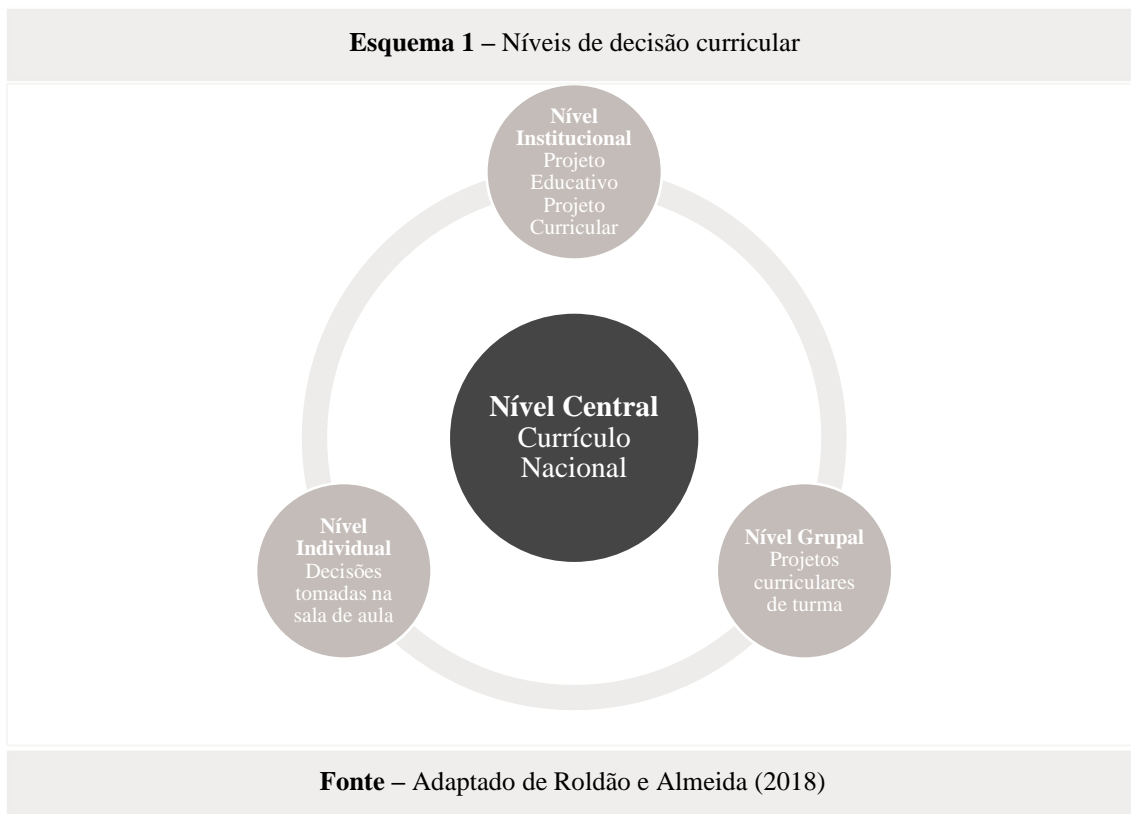 Esquema 1 – Níveis de decisão curricular
Nível
Institucional
Projeto
Educativo
Projeto
Curricular
Nível Central
Currículo
Nacional
Nível
Individual
Decisões
tomadas na
sala de aula
Nível Grupal
Projetos
curriculares
de turma
Fonte – Adaptado de Roldão e Almeida (2018)